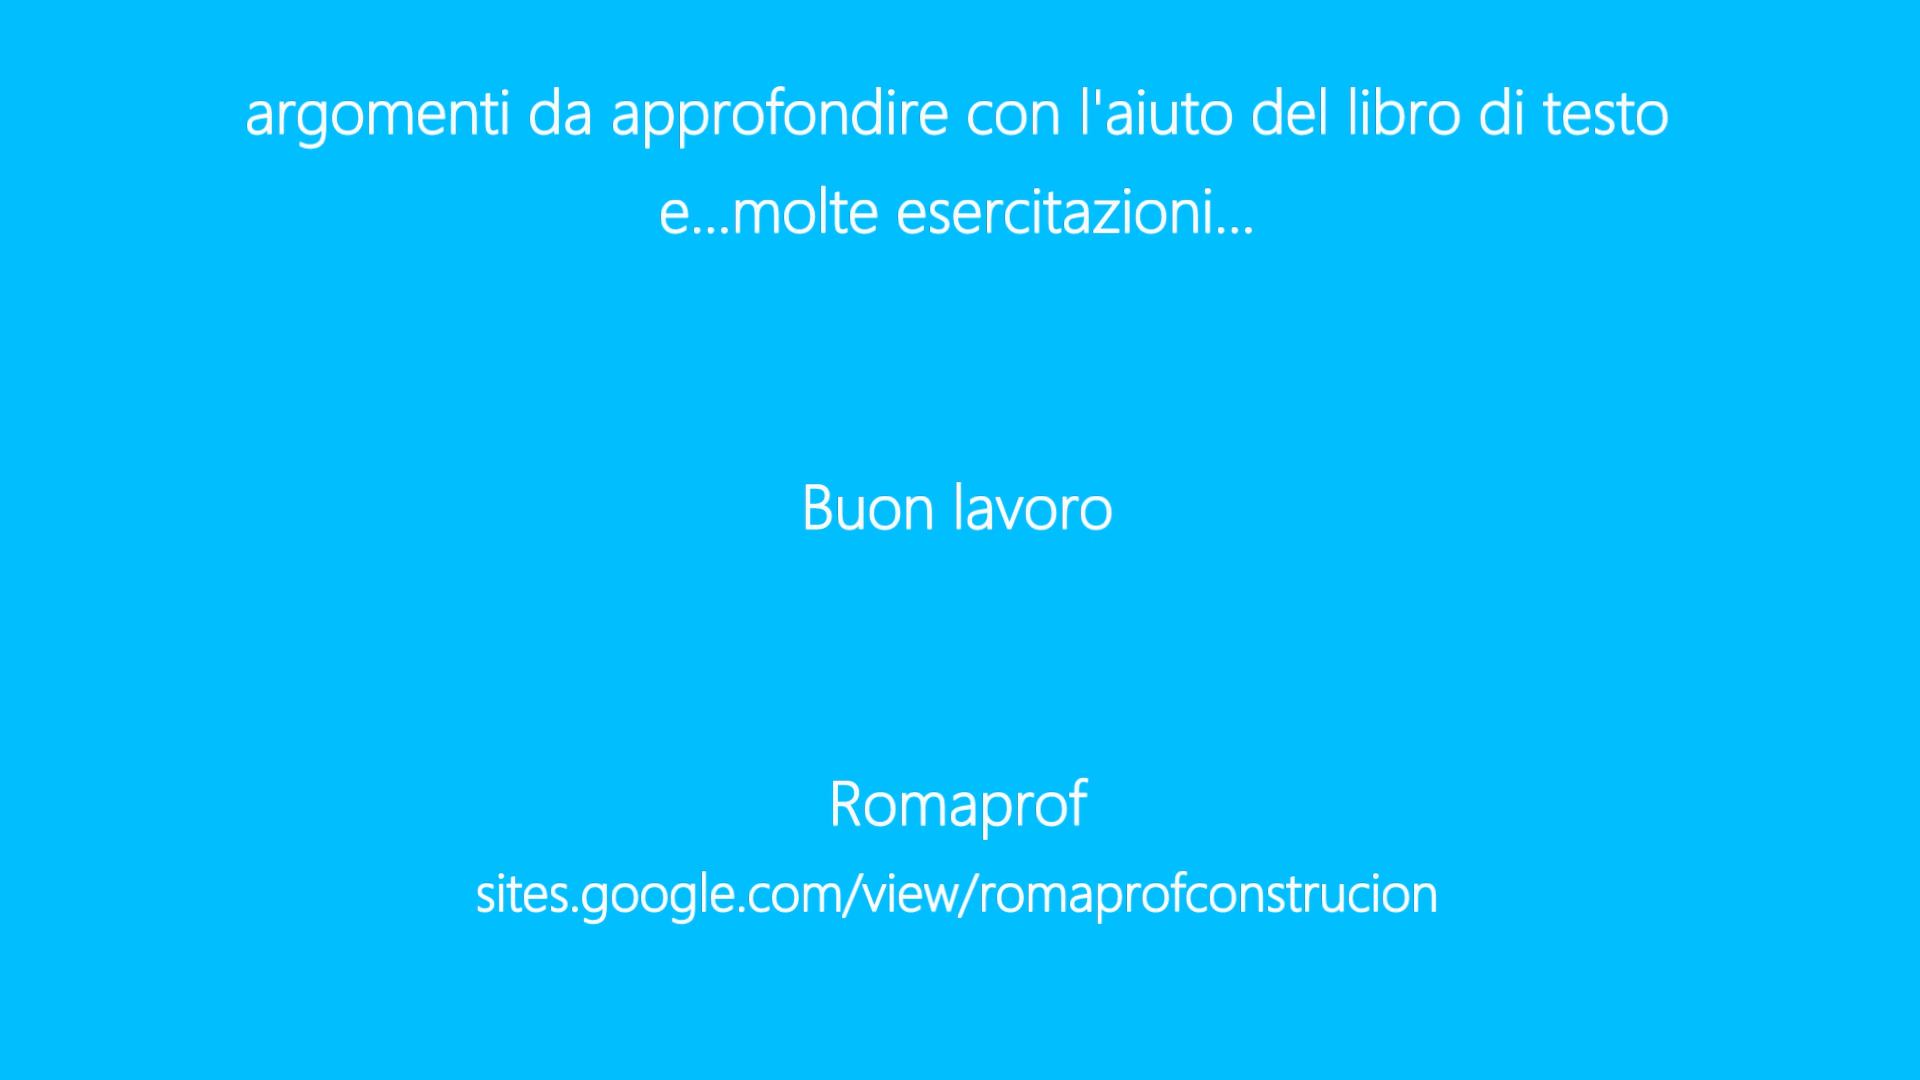 argomenti da approfondire con l'aiuto del libro di testo
e...molte esercitazioni...
Buon lavoro
Romaprof
sites.google.com/view/romaprofconstrucion